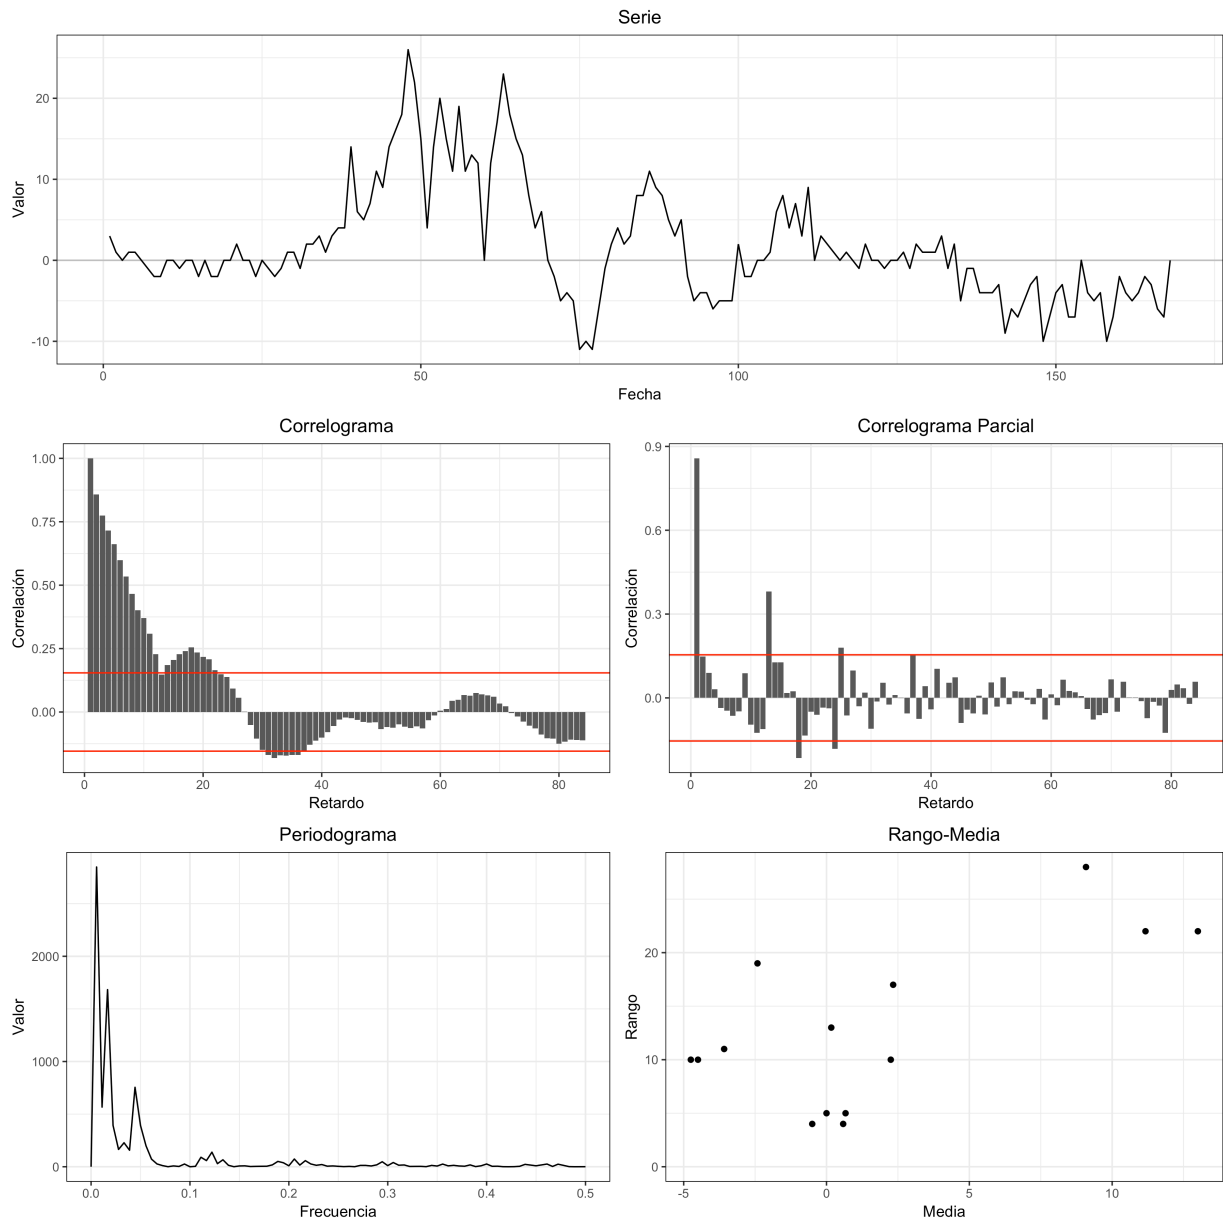 Serie
Valor
20
10
0
-10
0 50 100 150
Fecha
Correlograma
Correlación
1.00
0.75
0.50
0.25
0.00
0 20 40 60 80
Retardo
Correlograma Parcial
Correlación
0.9
0.6
0.3
0.0
0 20 40 60 80
Retardo
Periodograma
Valor
2000
1000
0
0.0 0.1 0.2 0.3 0.4 0.5
Frecuencia
Rango-Media
Rango
20
10
0
-5 0 5 10
Media